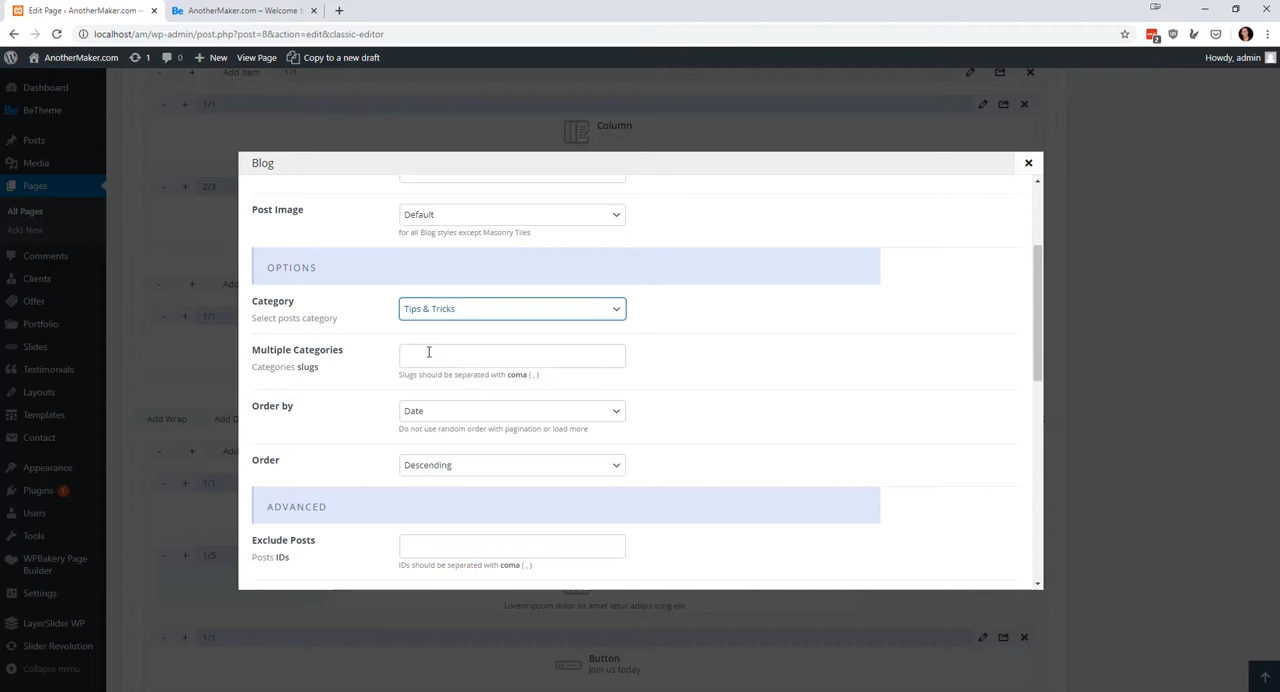 Edit Page ‹ AnotherMaker.com —
AnotherMaker.com – Welcome t
localhost/am/wp-admin/post.php?post=8&action=edit&classic-editor
AnotherMaker.com
1
0
New
View Page
Copy to a new draft
Howdy, admin
Dashboard
BeTheme
Posts
Media
Pages
All Pages
Add New
Comments
Clients
Offer
Portfolio
Slides
Testimonials
Layouts
Templates
Contact
Appearance
Plugins 1
Users
Tools
WPBakery Page
Builder
Settings
LayerSlider WP
Slider Revolution
Collapse menu
- + Add item 1/1
- + 1/1
Column
- + 2/3
- + Add
- + 1/1
Add Wrap Add D
- + Add
- + 1/1
- + 1/5
Lorem ipsum dolor sit amet tetur adipis icing elit
- + 1/1
Button
Join us today
Blog
Post Image
Default
for all Blog styles except Masonry Tiles
OPTIONS
Category
Tips & Tricks
Select posts category
Multiple Categories
Categories slugs
Slugs should be separated with coma ( , )
Order by
Date
Do not use random order with pagination or load more
Order
Descending
ADVANCED
Exclude Posts
Posts IDs
IDs should be separated with coma ( , )